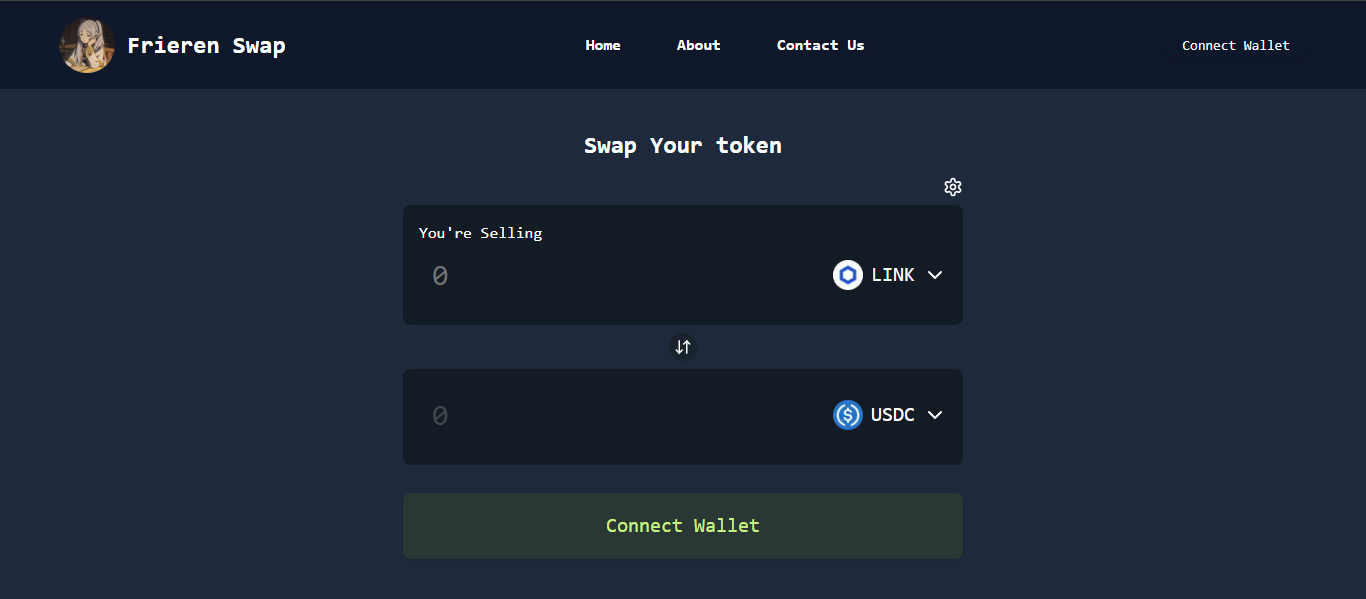 Frieren Swap
Home
About
Contact Us
Connect Wallet
Swap Your token
You're Selling
0
LINK
0
USDC
Connect Wallet